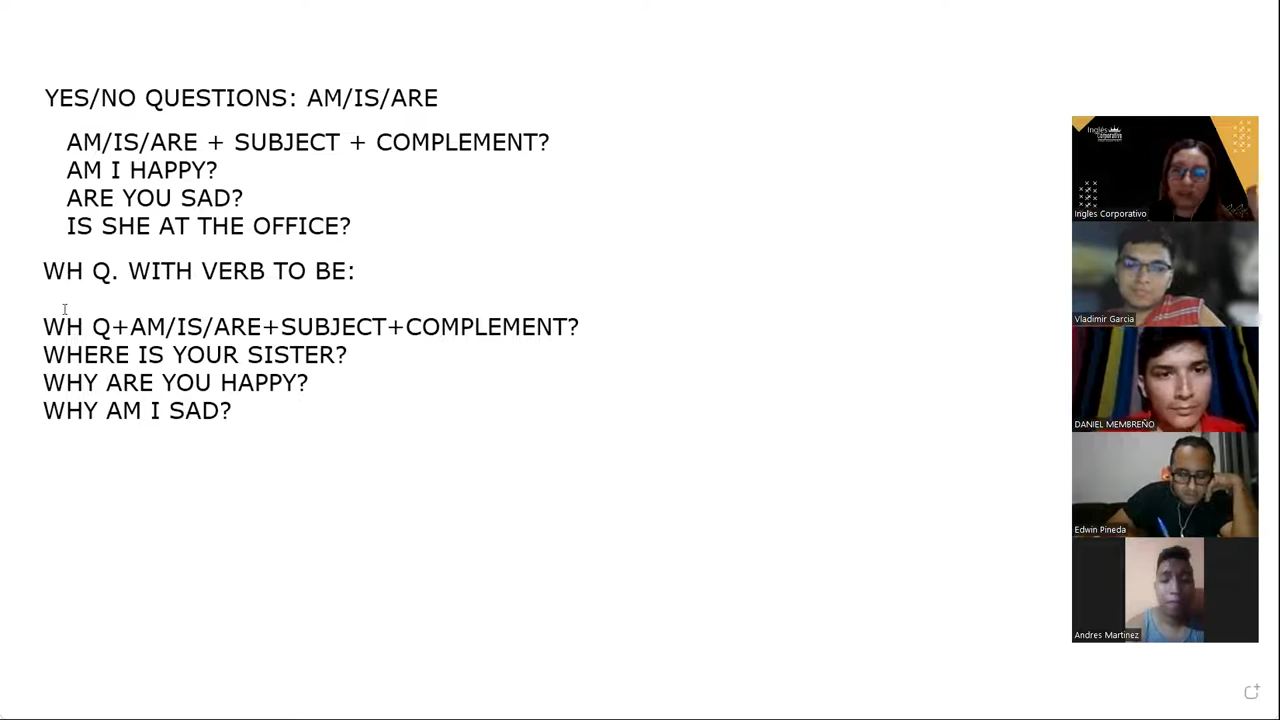 YES/NO QUESTIONS: AM/IS/ARE
AM/IS/ARE + SUBJECT + COMPLEMENT?
AM I HAPPY?
ARE YOU SAD?
IS SHE AT THE OFFICE?
WH Q. WITH VERB TO BE:
WH Q+AM/IS/ARE+SUBJECT+COMPLEMENT?
WHERE IS YOUR SISTER?
WHY ARE YOU HAPPY?
WHY AM I SAD?
Inglés
Corporativo
Ingles Corporativo
Vladimir Garcia
DANIEL MEMBREÑO
Edwin Pineda
Andres Martinez